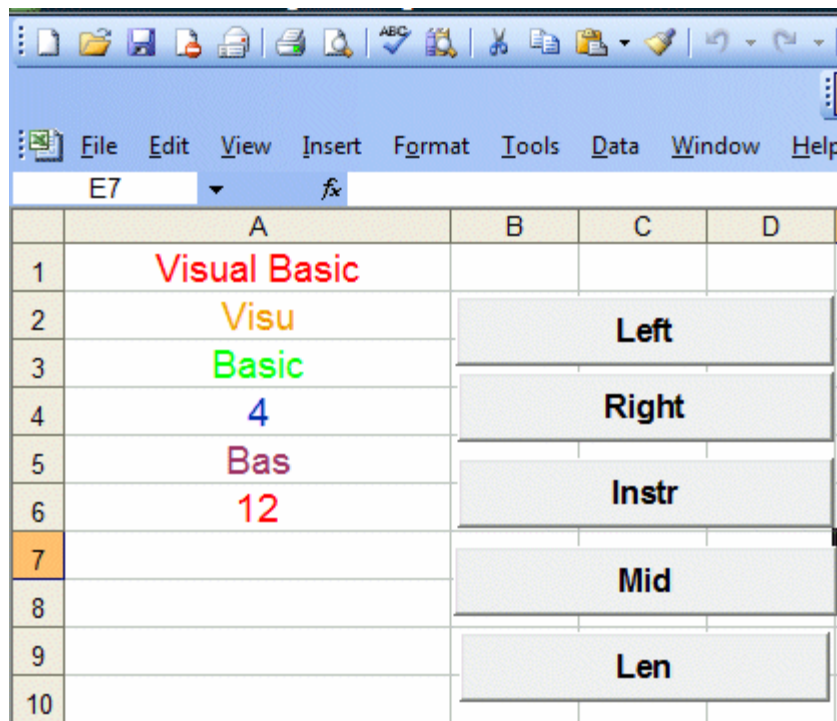 ABC
File Edit View Insert Format Tools Data Window Help
E7 fx
A B C D
1 Visual Basic
2 Visu
Left
3 Basic
4 4
Right
5 Bas
Instr
6 12
7
Mid
8
9
Len
10